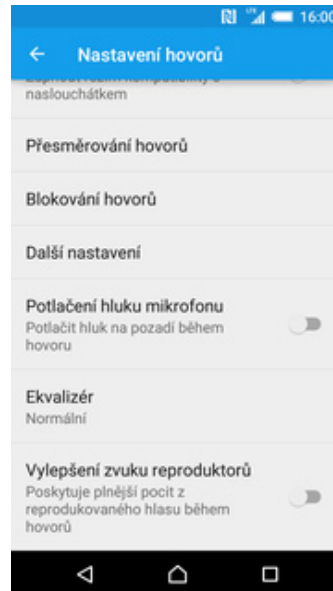 16:00
Nastavení hovorů
naslouchátkem
Přesměrování hovorů
Blokování hovorů
Další nastavení
Potlačení hluku mikrofonu
Potlačit hluk na pozadí během
hovoru
Ekvalizér
Normální
Vylepšení zvuku reproduktorů
Poskytuje plnější pocit z
reprodukovaného hlasu během
hovorů